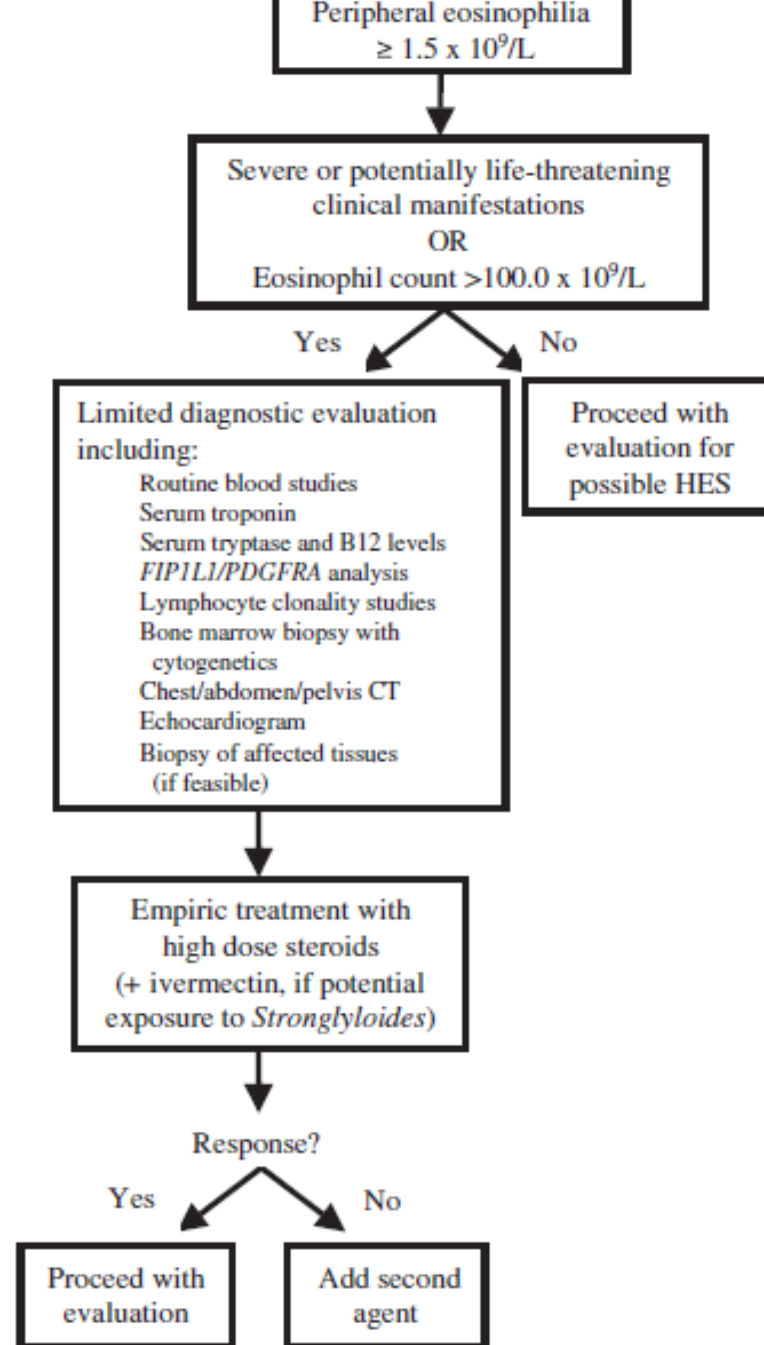 Peripheral eosinophilia
≥ 1.5 x 10⁹/L
Severe or potentially life-threatening
clinical manifestations
OR
Eosinophil count >100.0 x 10⁹/L
Yes
No
Limited diagnostic evaluation
including:
Routine blood studies
Serum troponin
Serum tryptase and B12 levels
FIP1L1/PDGFRA analysis
Lymphocyte clonality studies
Bone marrow biopsy with
cytogenetics
Chest/abdomen/pelvis CT
Echocardiogram
Biopsy of affected tissues
(if feasible)
Proceed with
evaluation for
possible HES
Empiric treatment with
high dose steroids
(+ ivermectin, if potential
exposure to Stronglyloides)
Response?
Yes
No
Proceed with
evaluation
Add second
agent